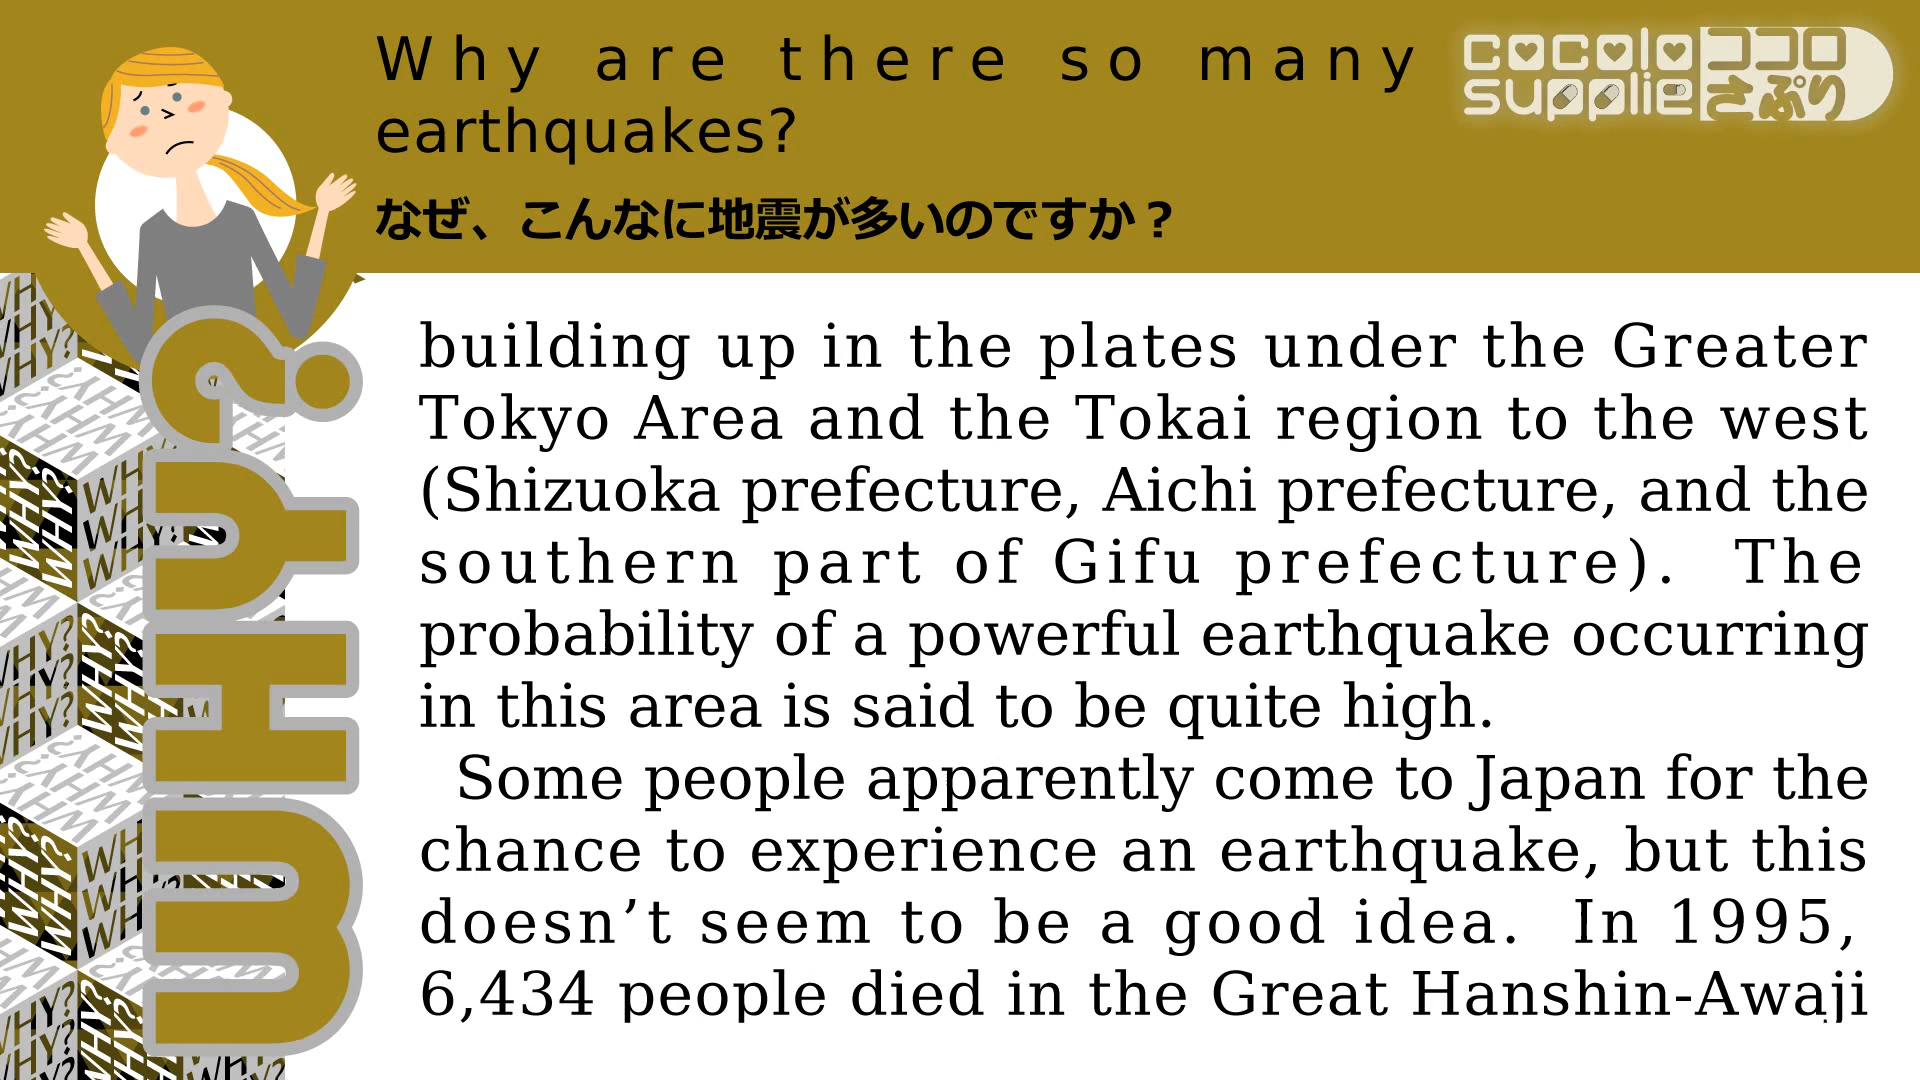 Why are there so many
earthquakes?
なぜ、こんなに地震が多いのですか？
cocolo
supplie
ココロ
さぷり
WHY?
building up in the plates under the Greater
Tokyo Area and the Tokai region to the west
(Shizuoka prefecture, Aichi prefecture, and the
southern part of Gifu prefecture). The
probability of a powerful earthquake occurring
in this area is said to be quite high.
Some people apparently come to Japan for the
chance to experience an earthquake, but this
doesn’t seem to be a good idea. In 1995,
6,434 people died in the Great Hanshin-Awaji